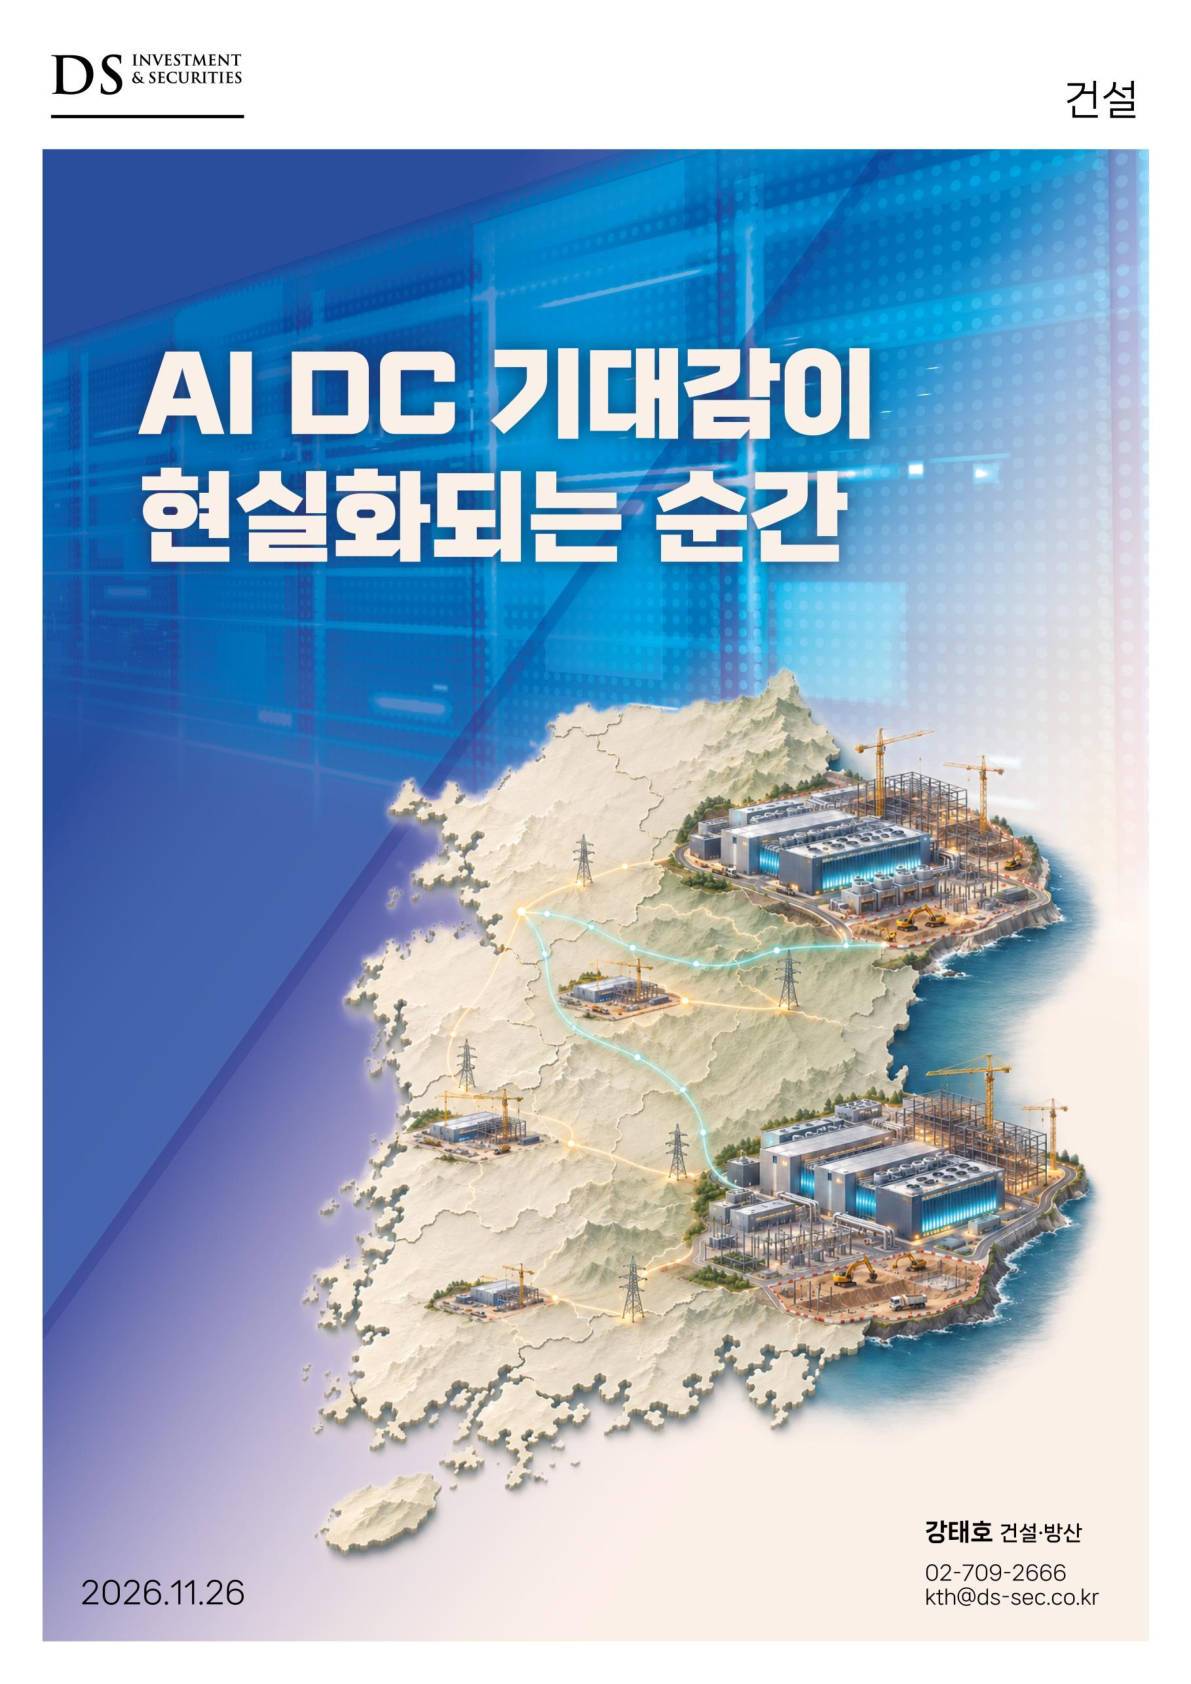 DS INVESTMENT
& SECURITIES
건설
AI DC 기대감이
현실화되는 순간
강태호 건설·방산
02-709-2666
kth@ds-sec.co.kr
2026.11.26